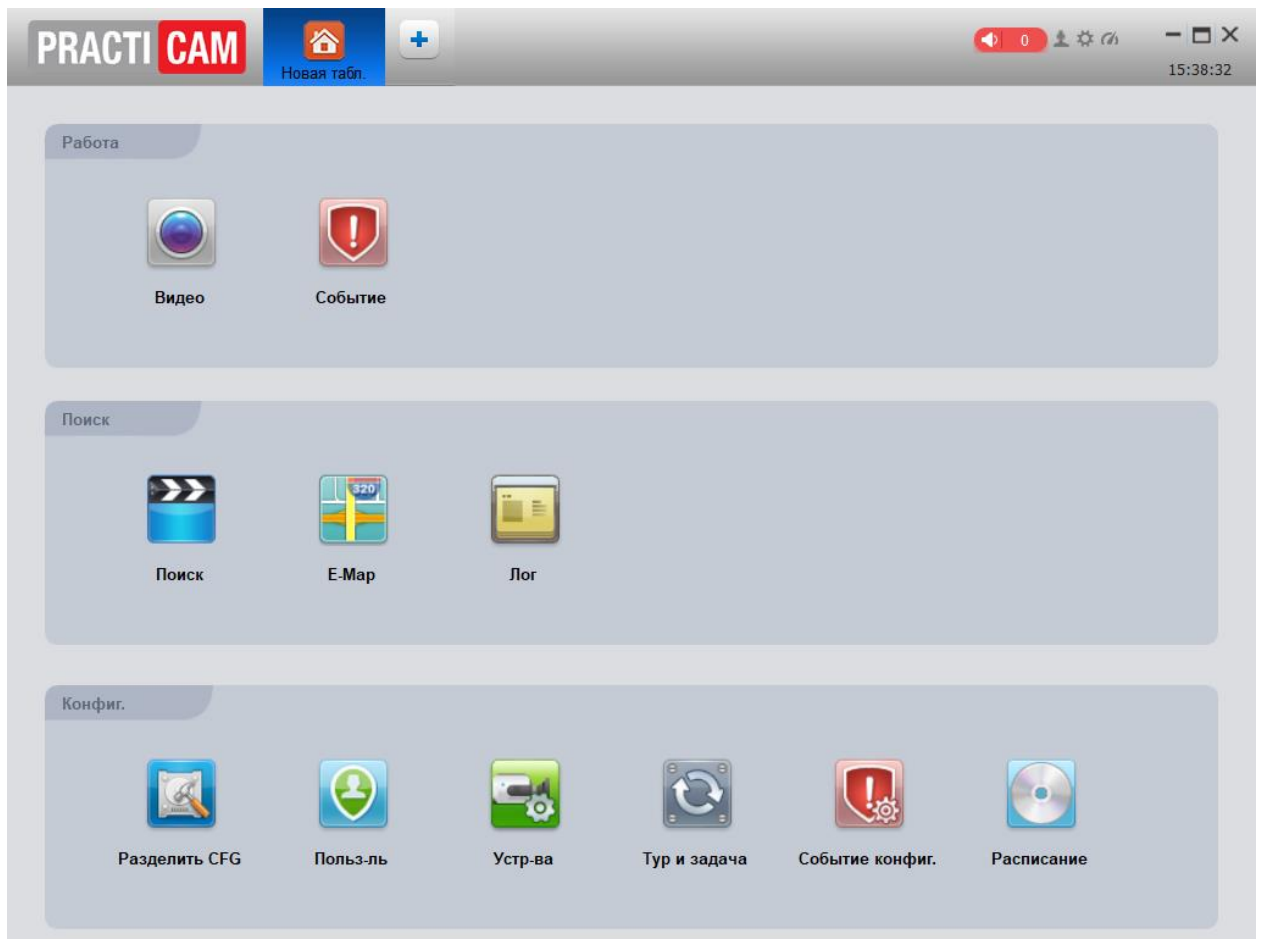 PRACTI CAM
Новая табл.
0
15:38:32
Работа
Видео
Событие
Поиск
320
Поиск
E-Map
Лог
Конфиг.
Разделить CFG
Польз-ль
Устр-ва
Тур и задача
Событие конфиг.
Расписание